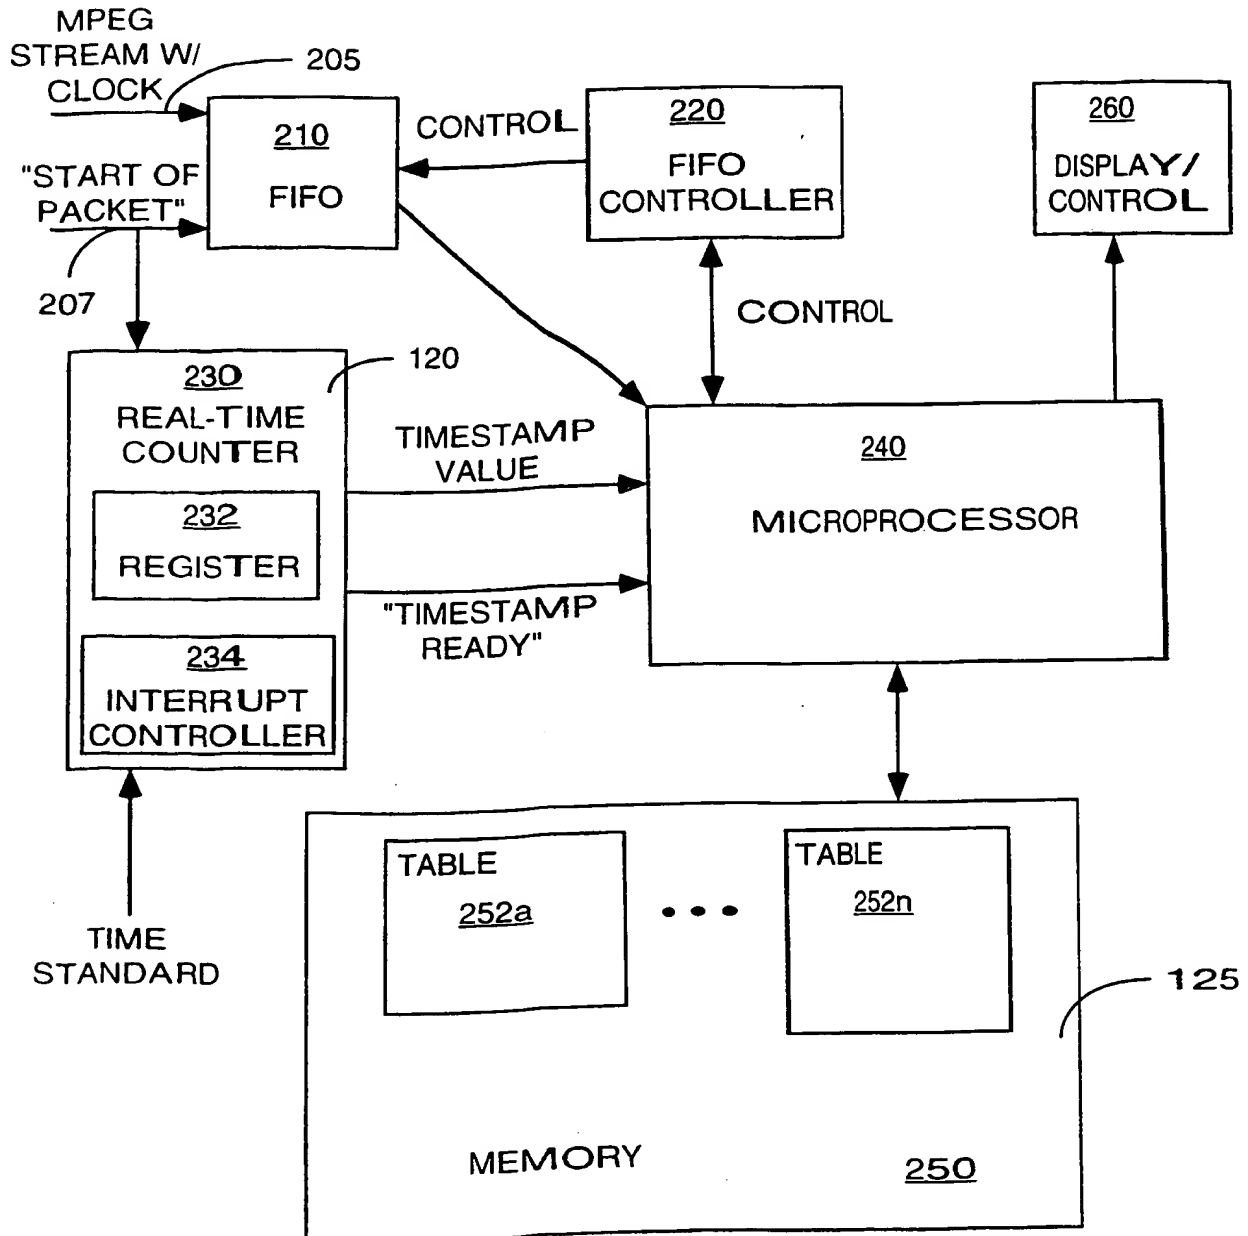 MPEG
STREAM W/
CLOCK
205
210
FIFO
CONTROL
220
FIFO
CONTROLLER
260
DISPLAY/
CONTROL
"START OF
PACKET"
207
CONTROL
120
230
REAL-TIME
COUNTER
232
REGISTER
234
INTERRUPT
CONTROLLER
TIMESTAMP
VALUE
"TIMESTAMP
READY"
240
MICROPROCESSOR
TIME
STANDARD
TABLE
252a
TABLE
252n
125
MEMORY
250